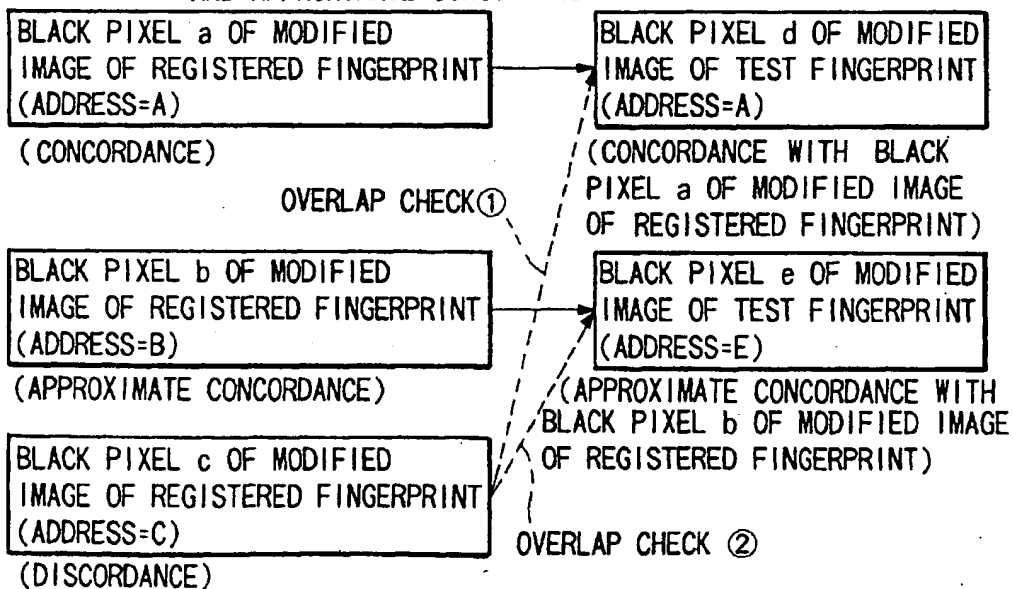 BLACK PIXEL a OF MODIFIED
IMAGE OF REGISTERED FINGERPRINT
(ADDRESS=A)
(CONCORDANCE)
BLACK PIXEL d OF MODIFIED
IMAGE OF TEST FINGERPRINT
(ADDRESS=A)
(CONCORDANCE WITH BLACK
PIXEL a OF MODIFIED IMAGE
OF REGISTERED FINGERPRINT)
OVERLAP CHECK①
BLACK PIXEL b OF MODIFIED
IMAGE OF REGISTERED FINGERPRINT
(ADDRESS=B)
(APPROXIMATE CONCORDANCE)
BLACK PIXEL e OF MODIFIED
IMAGE OF TEST FINGERPRINT
(ADDRESS=E)
(APPROXIMATE CONCORDANCE WITH
BLACK PIXEL b OF MODIFIED IMAGE
OF REGISTERED FINGERPRINT)
BLACK PIXEL c OF MODIFIED
IMAGE OF REGISTERED FINGERPRINT
(ADDRESS=C)
(DISCORDANCE)
OVERLAP CHECK ②